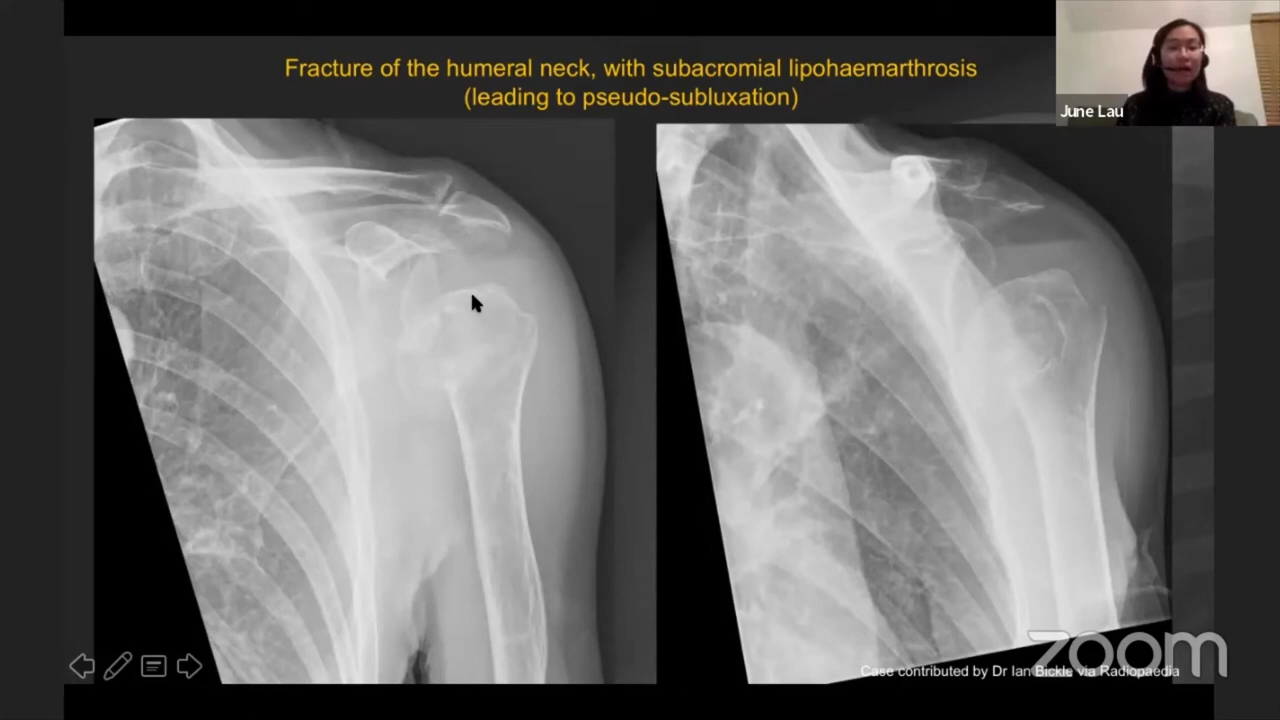 Fracture of the humeral neck, with subacromial lipohaemarthrosis
(leading to pseudo-subluxation)
June Lau
zoom
Case contributed by Dr Ian Bickle via Radiopaedia